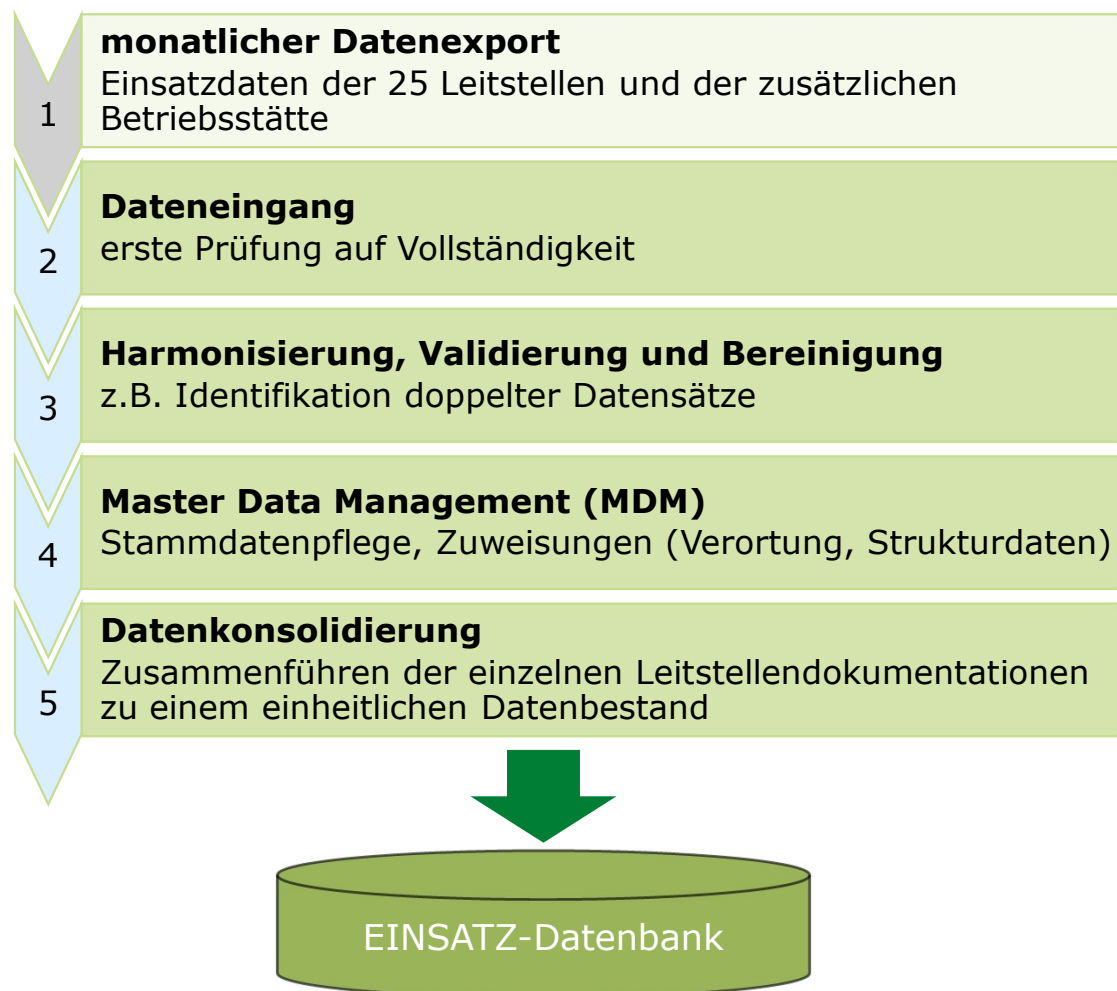 monatlicher Datenexport
Einsatzdaten der 25 Leitstellen und der zusätzlichen
Betriebsstätte
1
Dateneingang
erste Prüfung auf Vollständigkeit
2
Harmonisierung, Validierung und Bereinigung
z.B. Identifikation doppelter Datensätze
3
Master Data Management (MDM)
Stammdatenpflege, Zuweisungen (Verortung, Strukturdaten)
4
Datenkonsolidierung
Zusammenführen der einzelnen Leitstellendokumentationen
zu einem einheitlichen Datenbestand
5
EINSATZ-Datenbank